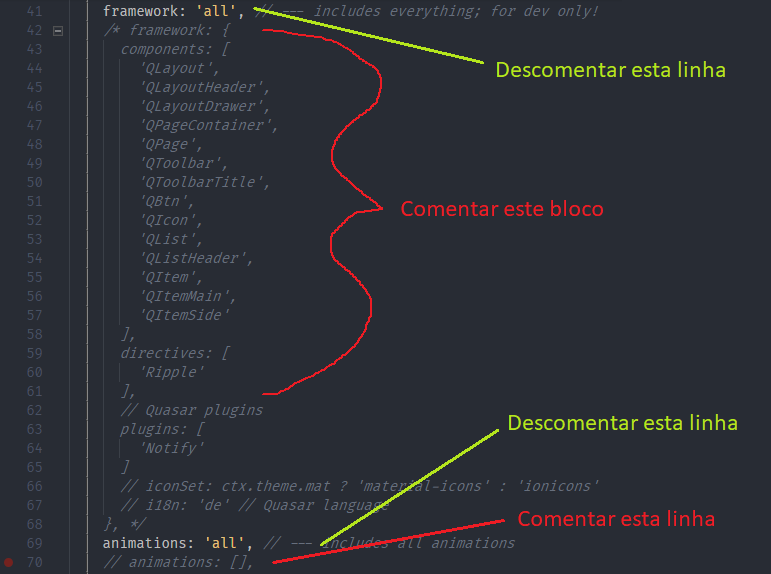 41 framework: 'all', // --- includes everything; for dev only!
42 /* framework: {
Descomentar esta linha
43 components: [
44 'QLayout',
45 'QLayoutHeader',
46 'QLayoutDrawer',
47 'QPageContainer',
48 'QPage',
49 'QToolbar',
50 'QToolbarTitle',
51 'QBtn',
Comentar este bloco
52 'QIcon',
53 'QList',
54 'QListHeader',
55 'QItem',
56 'QItemMain',
57 'QItemSide'
58 ],
59 directives: [
60 'Ripple'
61 ],
62 // Quasar plugins
Descomentar esta linha
63 plugins: [
64 'Notify'
65 ]
66 // iconSet: ctx.theme.mat ? 'material-icons' : 'ionicons'
67 // i18n: 'de' // Quasar language
Comentar esta linha
68 }, */
69 animations: 'all', // --- includes all animations
70 // animations: [],